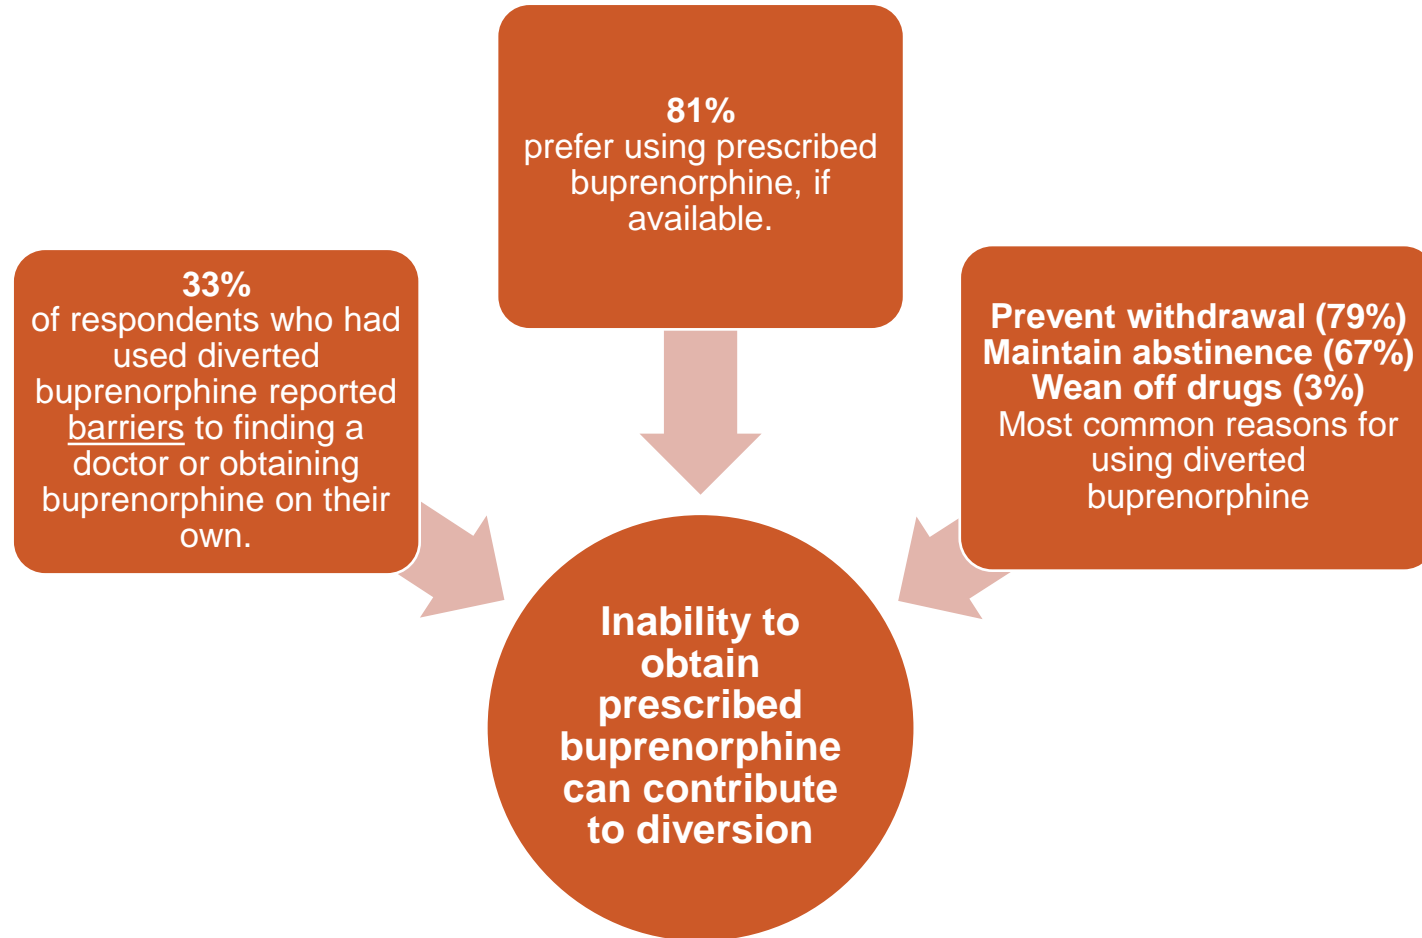 81%
prefer using prescribed
buprenorphine, if
available.
33%
of respondents who had
used diverted
buprenorphine reported
barriers to finding a
doctor or obtaining
buprenorphine on their
own.
Prevent withdrawal (79%)
Maintain abstinence (67%)
Wean off drugs (3%)
Most common reasons for
using diverted
buprenorphine
Inability to
obtain
prescribed
buprenorphine
can contribute
to diversion